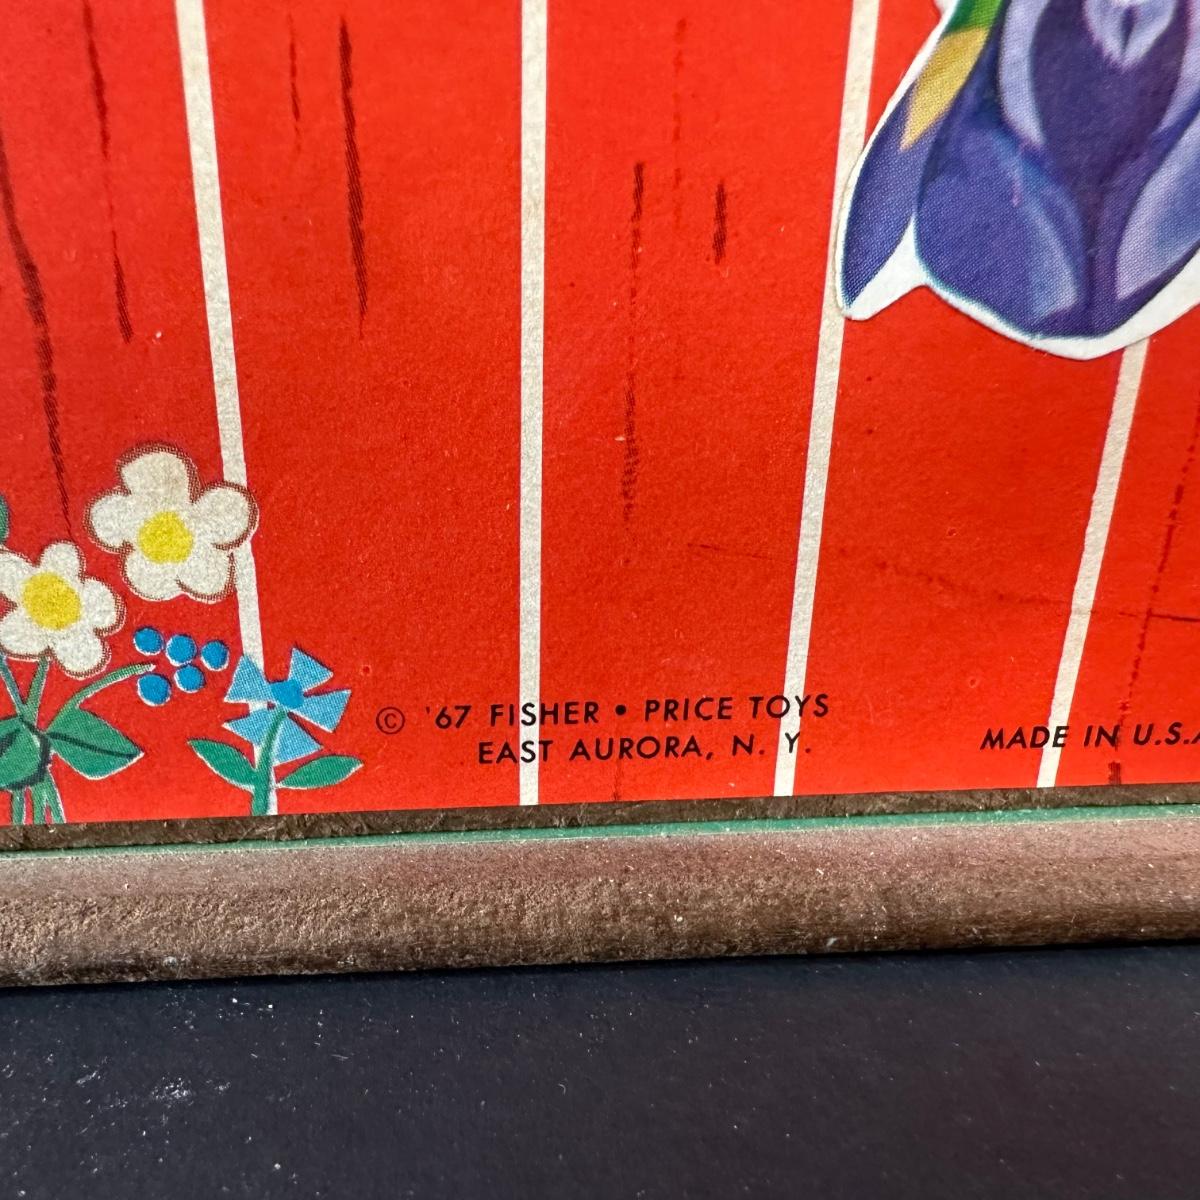 © '67 FISHER • PRICE TOYS
EAST AURORA, N. Y.
MADE IN U.S.A